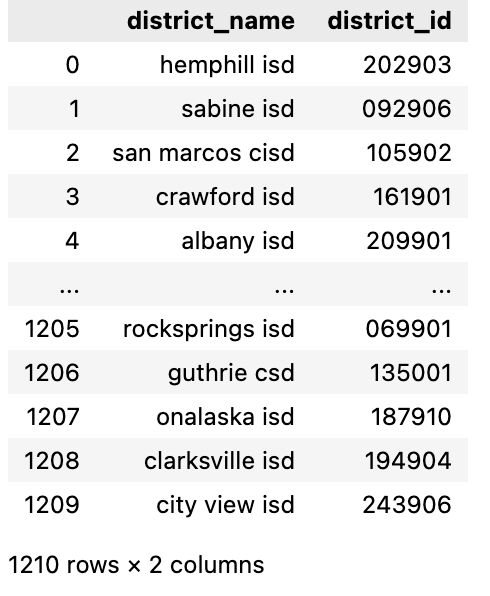 district_name district_id
0 hemphill isd 202903
1 sabine isd 092906
2 san marcos cisd 105902
3 crawford isd 161901
4 albany isd 209901
... ... ...
1205 rocksprings isd 069901
1206 guthrie csd 135001
1207 onalaska isd 187910
1208 clarksville isd 194904
1209 city view isd 243906
1210 rows × 2 columns